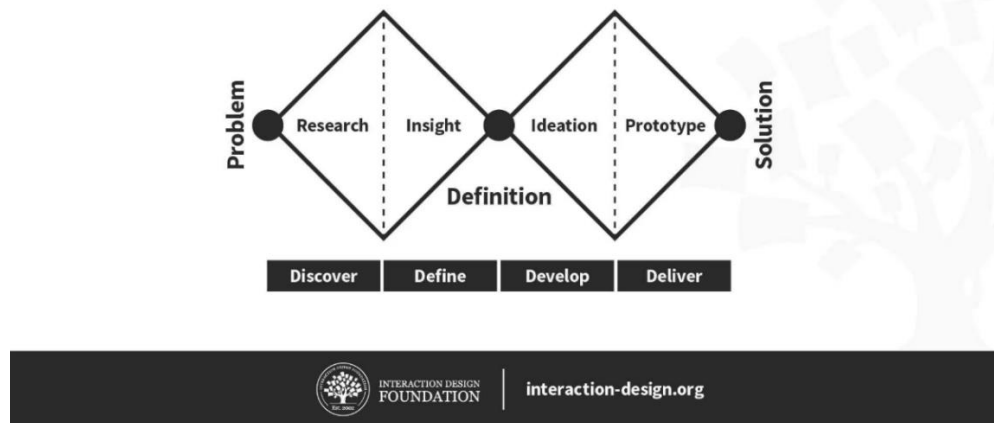 Problem
Research
Insight
Ideation
Prototype
Solution
Definition
Discover
Define
Develop
Deliver
INTERACTION DESIGN
FOUNDATION
interaction-design.org